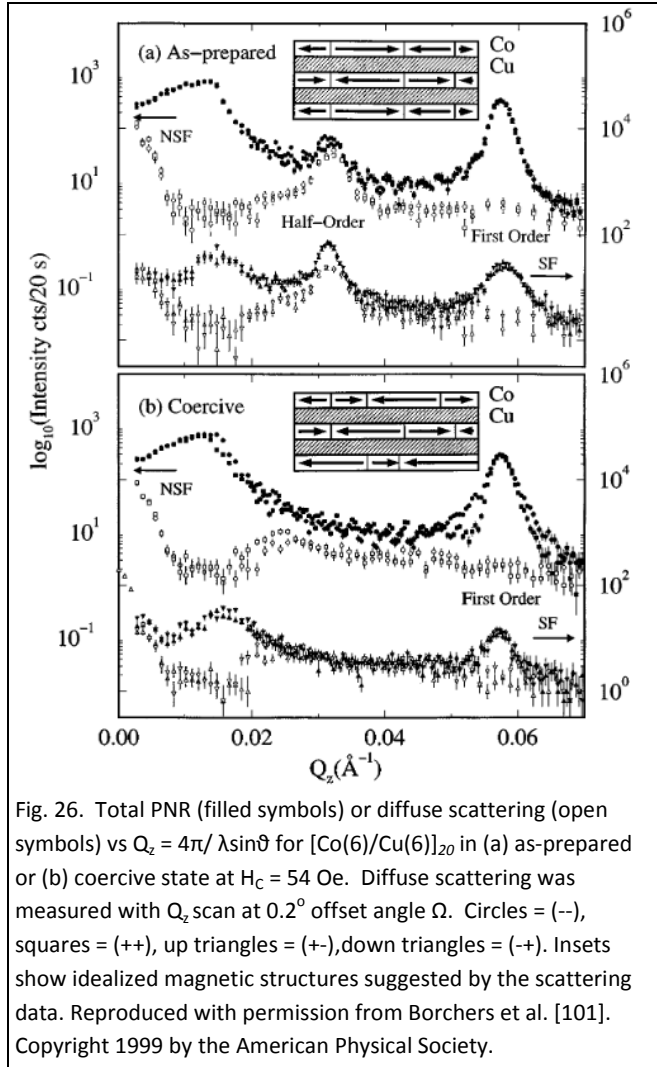 10^6
(a) As-prepared
Co
Cu
10^3
NSF
10^4
10^1
Half-Order
First Order
10^2
SF
10^-1
10^0
log10(Intensity cts/20 s)
10^6
(b) Coercive
Co
Cu
10^3
NSF
10^4
10^1
First Order
10^2
10^-1
SF
10^0
0.00 0.02 0.04 0.06
Qz(Å^-1)
Fig. 26. Total PNR (filled symbols) or diffuse scattering (open
symbols) vs Qz = 4π/ λsinϑ for [Co(6)/Cu(6)]20 in (a) as-prepared
or (b) coercive state at HC = 54 Oe. Diffuse scattering was
measured with Qz scan at 0.2° offset angle Ω. Circles = (--),
squares = (++), up triangles = (+-),down triangles = (-+). Insets
show idealized magnetic structures suggested by the scattering
data. Reproduced with permission from Borchers et al. [101].
Copyright 1999 by the American Physical Society.